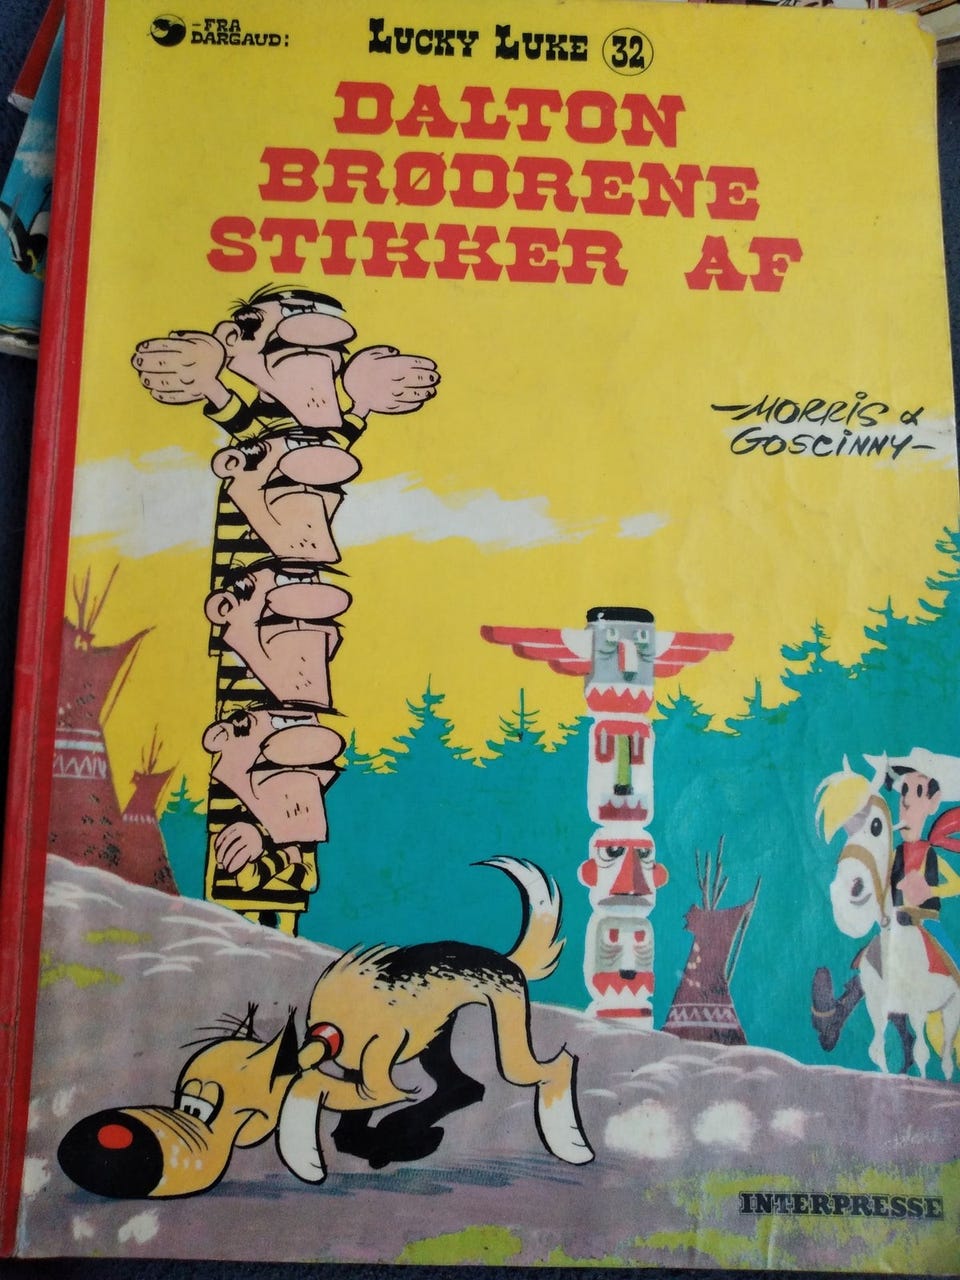 -FRA
DARGAUD:
LUCKY LUKE 32
DALTON
BRØDRENE
STIKKER AF
-MORRIS &
GOSCINNY-
INTERPRESSE